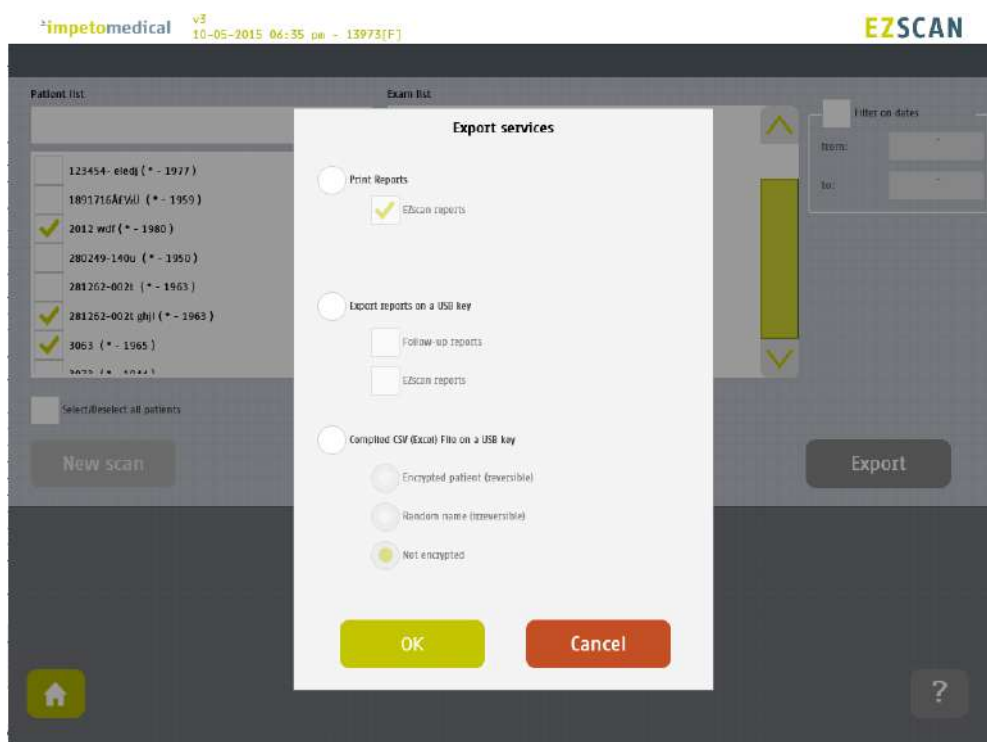 impetomedical
v3
10-05-2015 06:35 pm - 13973[F]
EZSCAN
Patient list
Exam list
Export services
Filter on dates
from:
to:
123454- eledj ( * - 1977 )
( * - 1959 )
2012 wdf ( * - 1980 )
280249-140u ( * - 1950 )
281262-002t ( * - 1963 )
281262-002t ghjl ( * - 1963 )
3063 ( * - 1965 )
Print Reports
EZscan reports
Export reports on a USB key
Follow-up reports
EZscan reports
Select/Deselect all patients
Compiled CSV (Excel) File on a USB key
New scan
Export
Encrypted patient (reversible)
Random name (irreversible)
Not encrypted
OK
Cancel
?